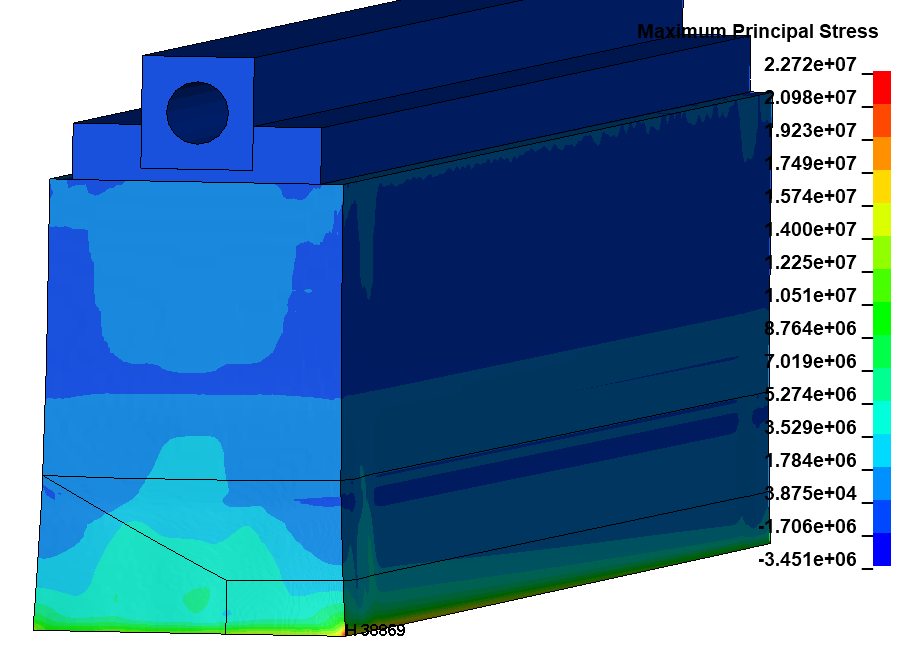 Maximum Principal Stress
2.272e+07
2.098e+07
1.923e+07
1.749e+07
1.574e+07
1.400e+07
1.225e+07
1.051e+07
8.764e+06
7.019e+06
5.274e+06
3.529e+06
1.784e+06
3.875e+04
-1.706e+06
-3.451e+06
H 38869